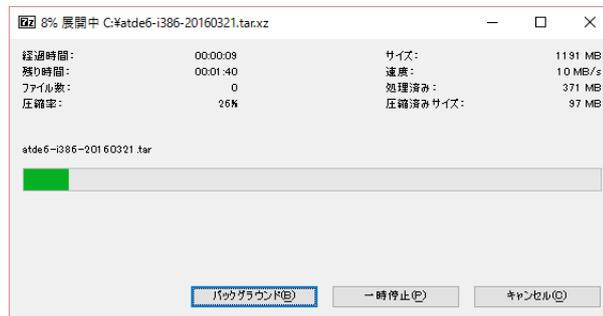 7z 8% 展開中 C:¥atde6-i386-20160321.tar.xz
経過時間: 00:00:09 サイズ: 1191 MB
残り時間: 00:01:40 速度: 10 MB/s
ファイル数: 0 処理済み: 371 MB
圧縮率: 26% 圧縮済みサイズ: 97 MB
atde6-i386-20160321.tar
バックグラウンド(B) 一時停止(P) キャンセル(C)